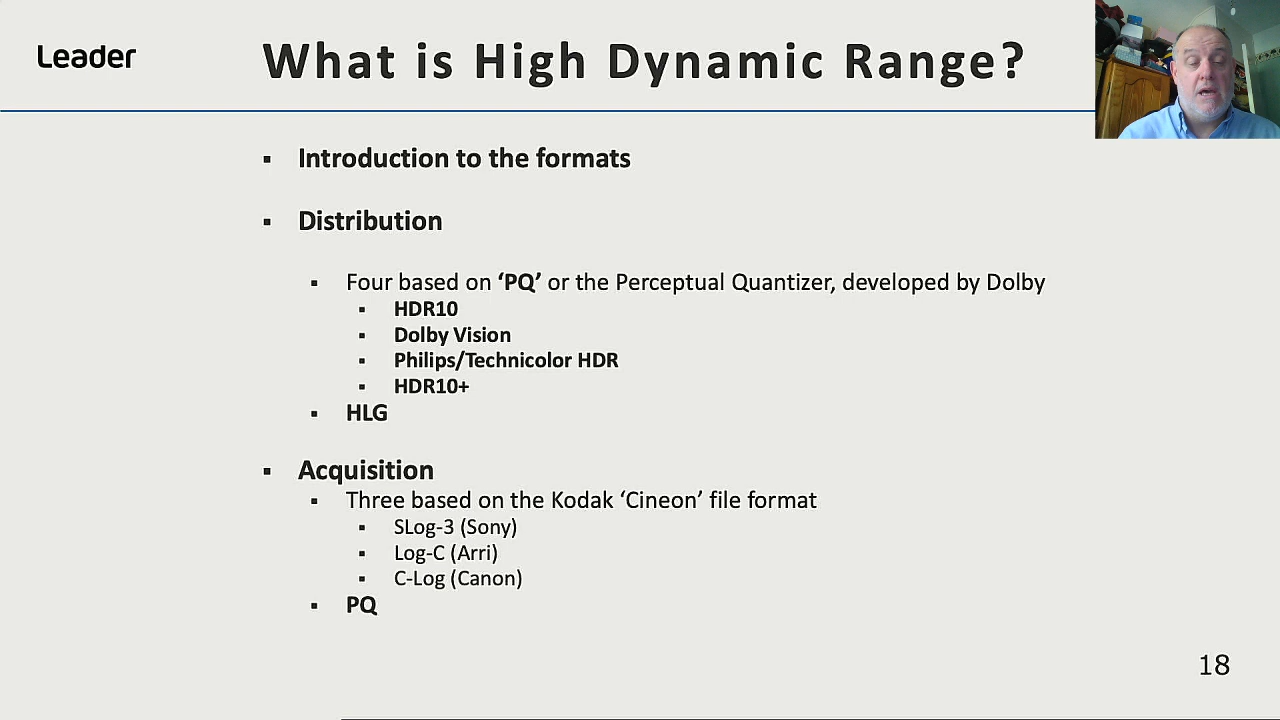 Leader
What is High Dynamic Range?
▪ Introduction to the formats
▪ Distribution
▪ Four based on ‘PQ’ or the Perceptual Quantizer, developed by Dolby
▪ HDR10
▪ Dolby Vision
▪ Philips/Technicolor HDR
▪ HDR10+
▪ HLG
▪ Acquisition
▪ Three based on the Kodak ‘Cineon’ file format
▪ SLog-3 (Sony)
▪ Log-C (Arri)
▪ C-Log (Canon)
▪ PQ
18